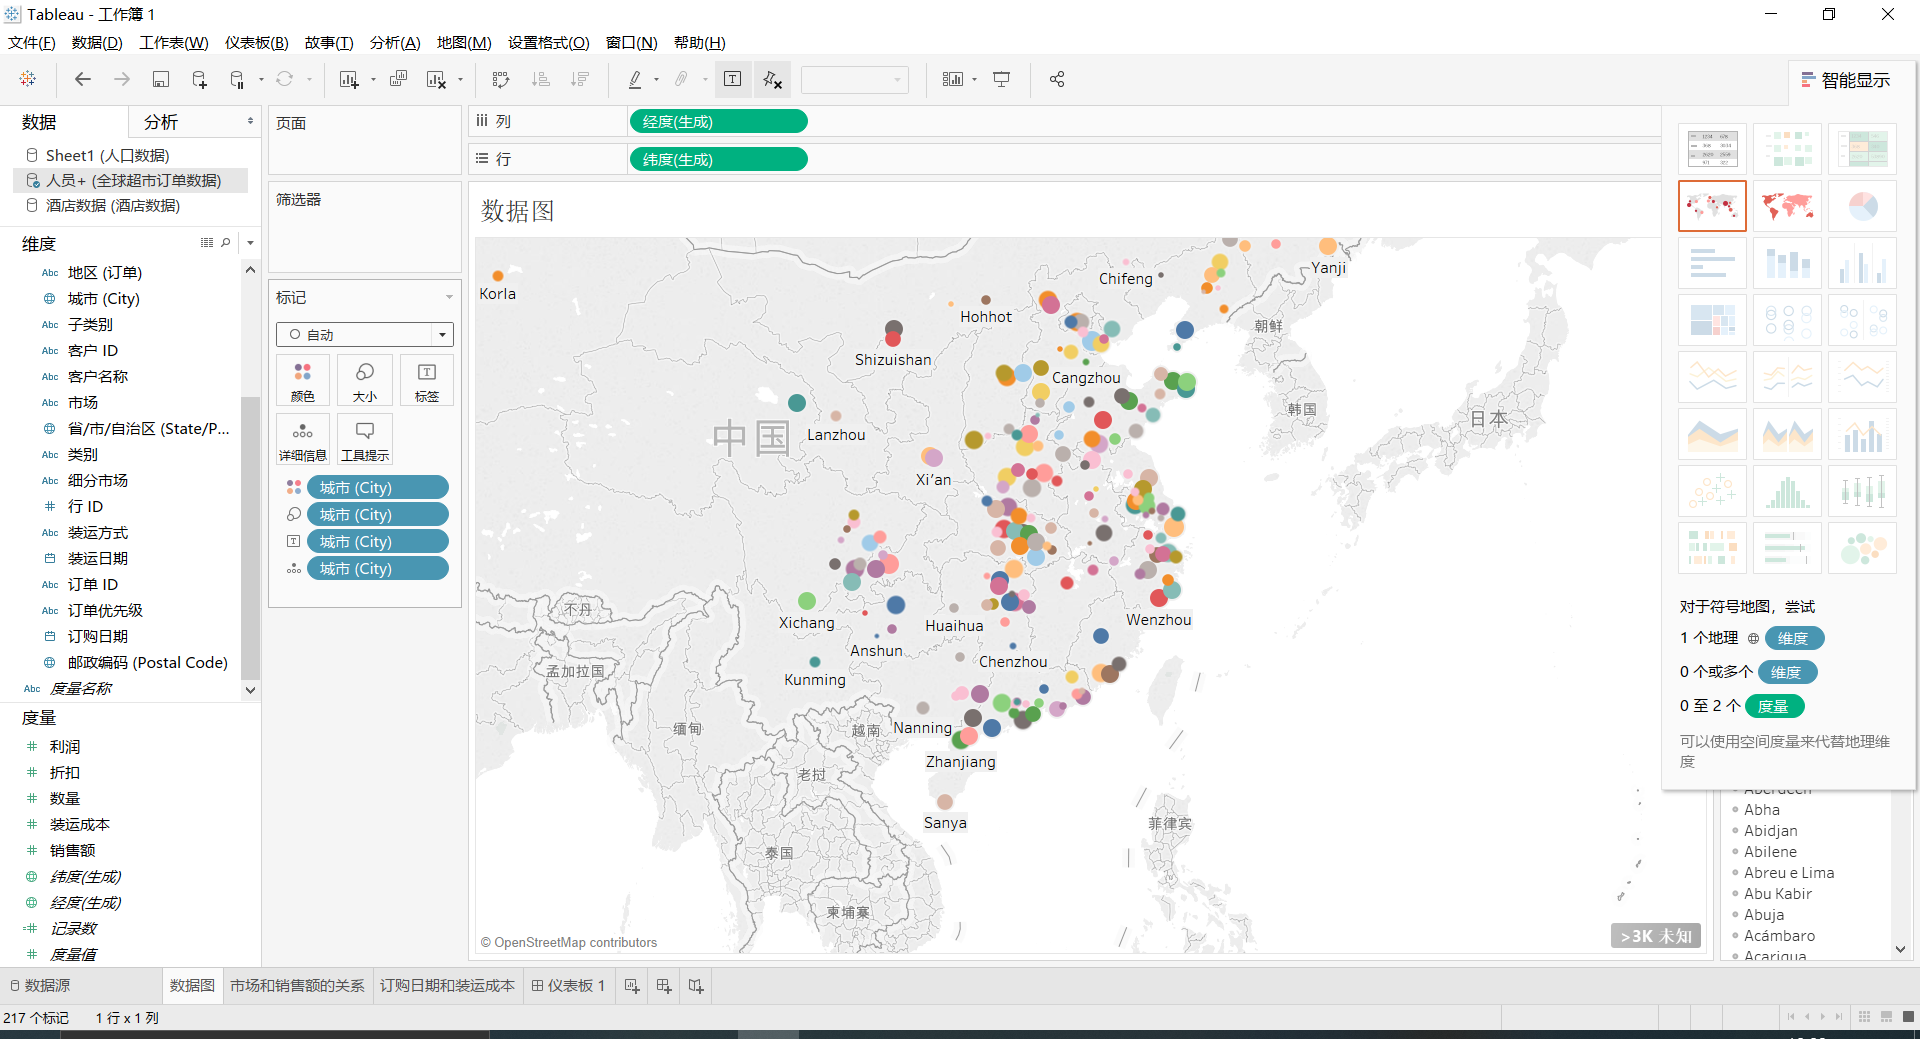 Tableau - 工作簿 1
文件(F) 数据(D) 工作表(W) 仪表板(B) 故事(T) 分析(A) 地图(M) 设置格式(O) 窗口(N) 帮助(H)
智能显示
数据 分析
Sheet1 (人口数据)
人员+ (全球超市订单数据)
酒店数据 (酒店数据)
维度
Abc 地区 (订单)
城市 (City)
Abc 子类别
Abc 客户 ID
Abc 客户名称
Abc 市场
省/市/自治区 (State/P...
Abc 类别
Abc 细分市场
行 ID
Abc 装运方式
装运日期
Abc 订单 ID
Abc 订单优先级
订购日期
邮政编码 (Postal Code)
Abc 度量名称
度量
利润
折扣
数量
装运成本
销售额
纬度(生成)
经度(生成)
记录数
度量值
页面
筛选器
标记
自动
颜色 大小 标签
详细信息 工具提示
城市 (City)
城市 (City)
城市 (City)
城市 (City)
列 经度(生成)
行 纬度(生成)
数据图
Korla
Chifeng
Yanji
Hohhot
朝鲜
Shizuishan
Cangzhou
韩国
日本
中国
Lanzhou
Xi'an
不丹
Xichang
Huaihua
Wenzhou
Anshun
Chenzhou
孟加拉国
Kunming
缅甸
越南
Nanning
Zhanjiang
老挝
Sanya
菲律宾
泰国
柬埔寨
© OpenStreetMap contributors
>3K 未知
对于符号地图，尝试
1 个地理 维度
0 个或多个 维度
0 至 2 个 度量
可以使用空间度量来代替地理维
度
Aberdeen
Abha
Abidjan
Abilene
Abreu e Lima
Abu Kabir
Abuja
Acámbaro
Acarigua
数据源 数据图 市场和销售额的关系 订购日期和装运成本 仪表板 1
217 个标记 1 行 x 1 列